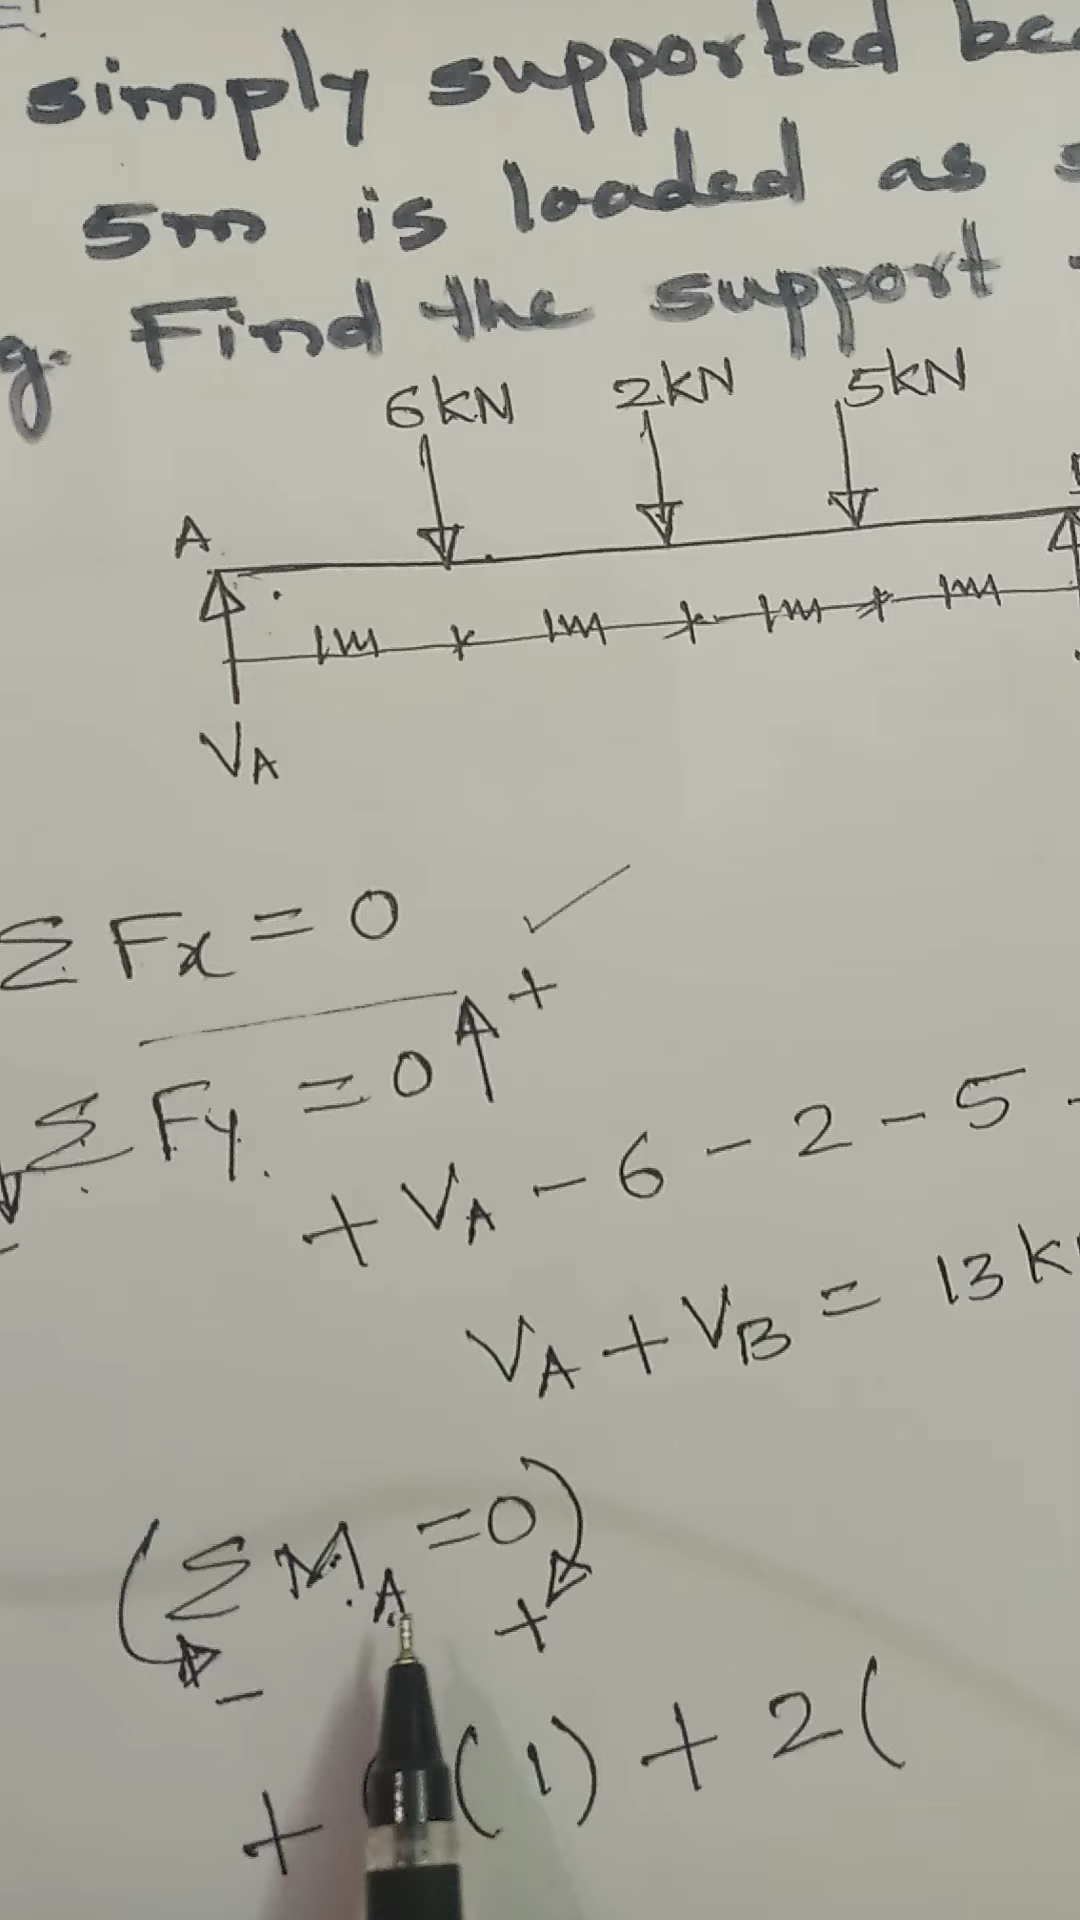 simply supported
5m is loaded as
g. Find the support
6kN 2kN 5kN
A
1m 1m 1m 1m
VA
ΣFx = 0 ✓
+
ΣFy = 0
+ VA - 6 - 2 - 5
VA + VB = 13
ΣMA = 0
- +
+ (1) + 2(